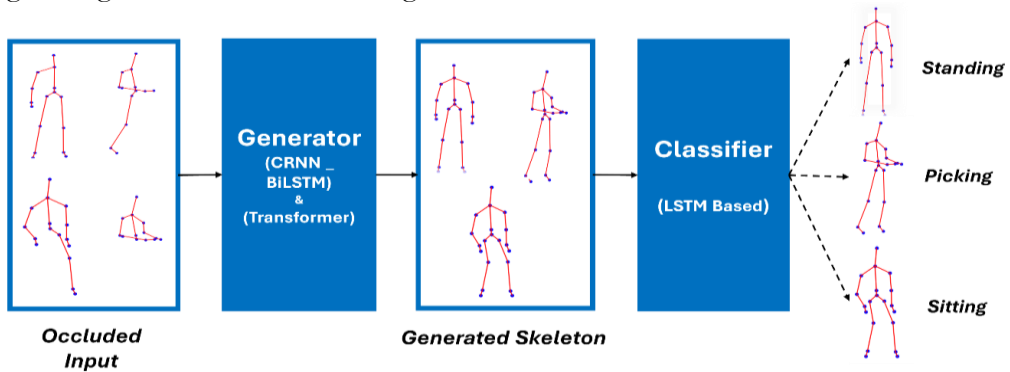 Generator
(CRNN _
BiLSTM)
&
(Transformer)
Classifier
(LSTM Based)
Standing
Picking
Sitting
Occluded
Input
Generated Skeleton